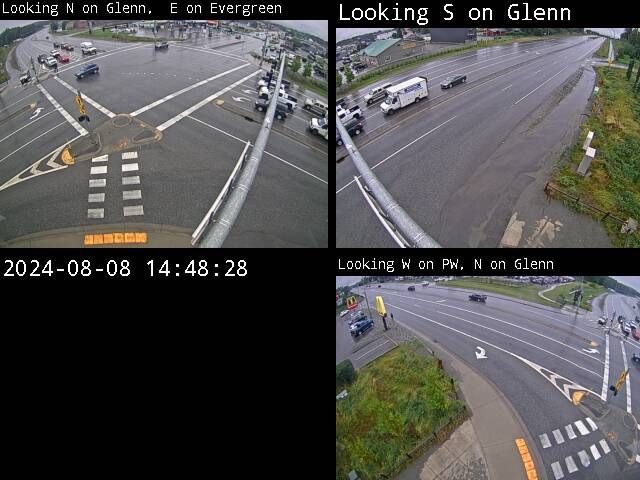 Looking N on Glenn,  E on Evergreen
Looking S on Glenn
2024-08-08 14:48:28
Looking W on PW, N on Glenn